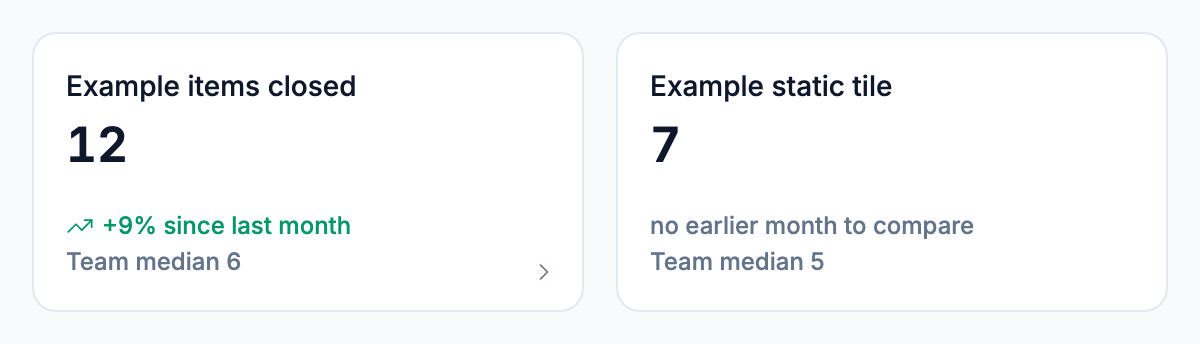 Example items closed
12
+9% since last month
Team median 6
Example static tile
7
no earlier month to compare
Team median 5